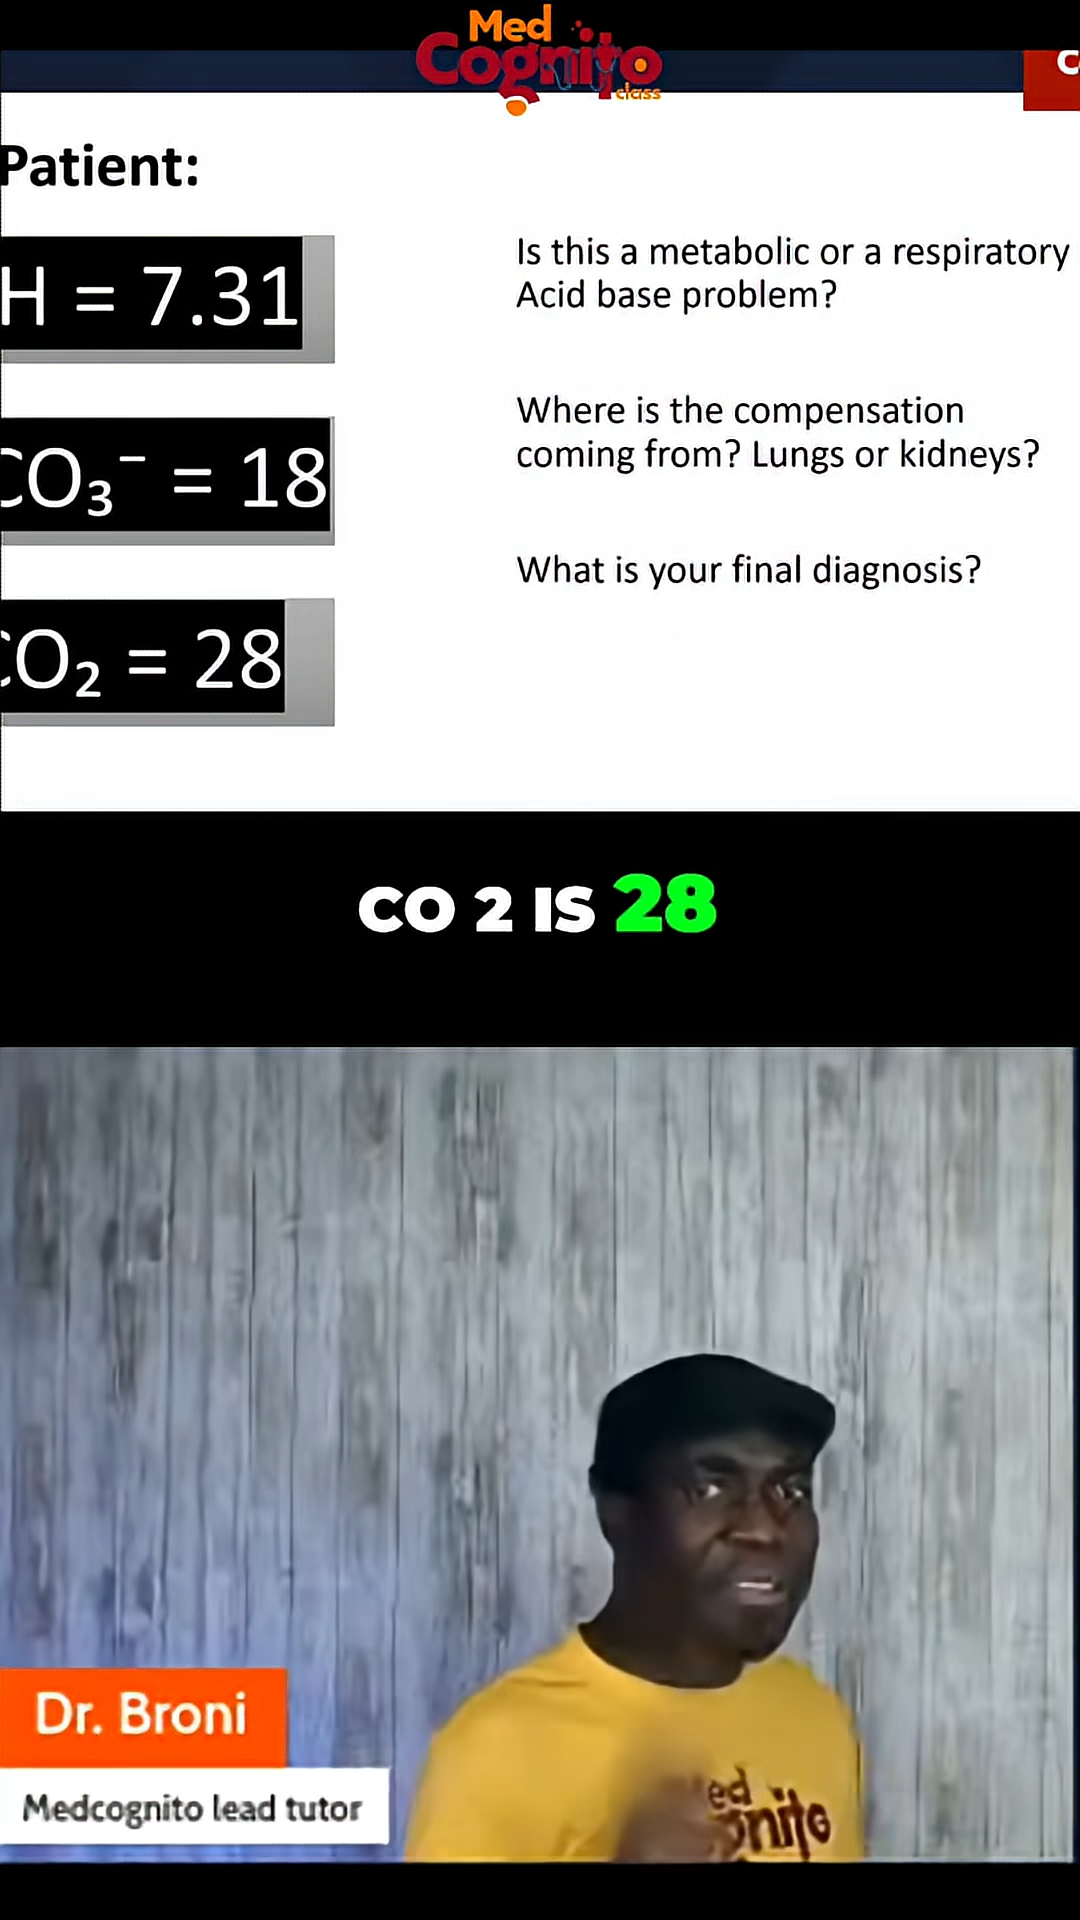 Med
Cognito
class
C
Patient:
H = 7.31
CO₃⁻ = 18
CO₂ = 28
Is this a metabolic or a respiratory
Acid base problem?
Where is the compensation
coming from? Lungs or kidneys?
What is your final diagnosis?
CO 2 IS 28
Dr. Broni
Medcognito lead tutor
ed
gnito